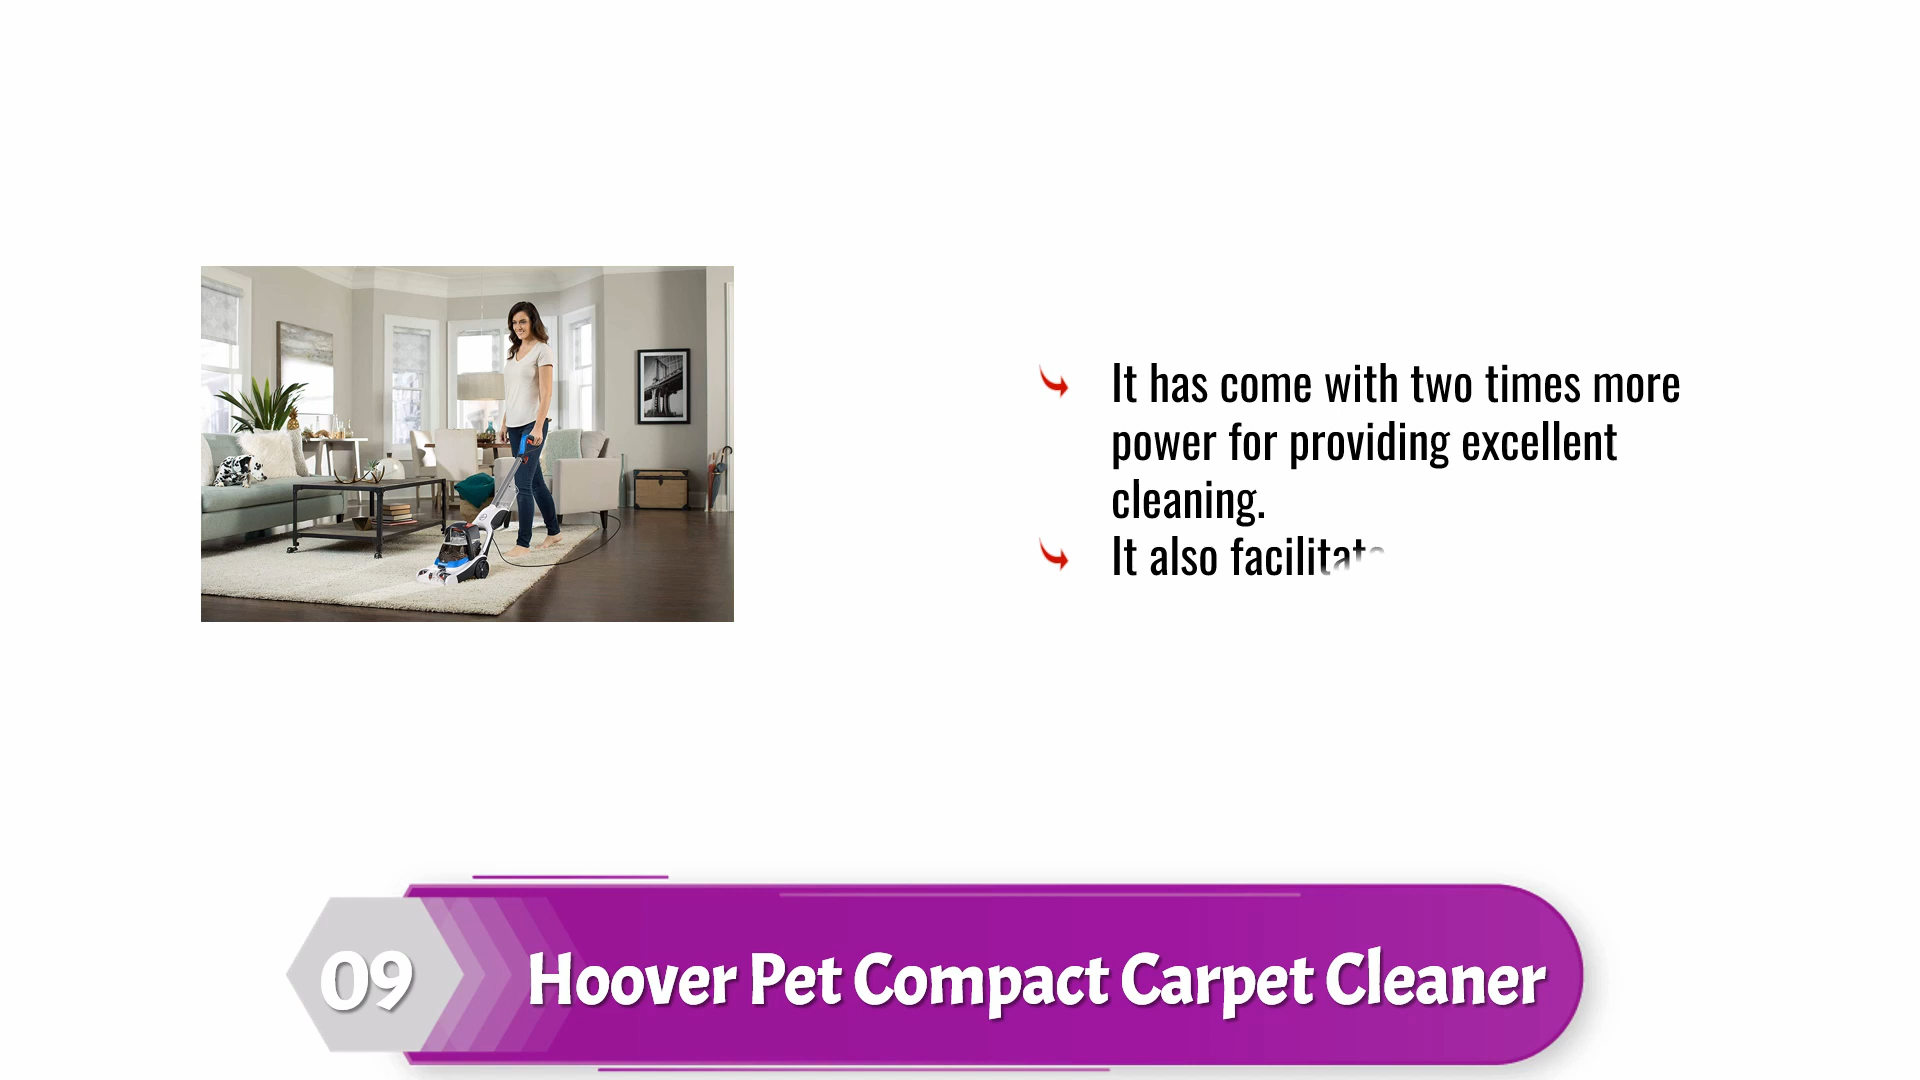 It has come with two times more
power for providing excellent
cleaning.
It also
09
Hoover Pet Compact Carpet Cleaner